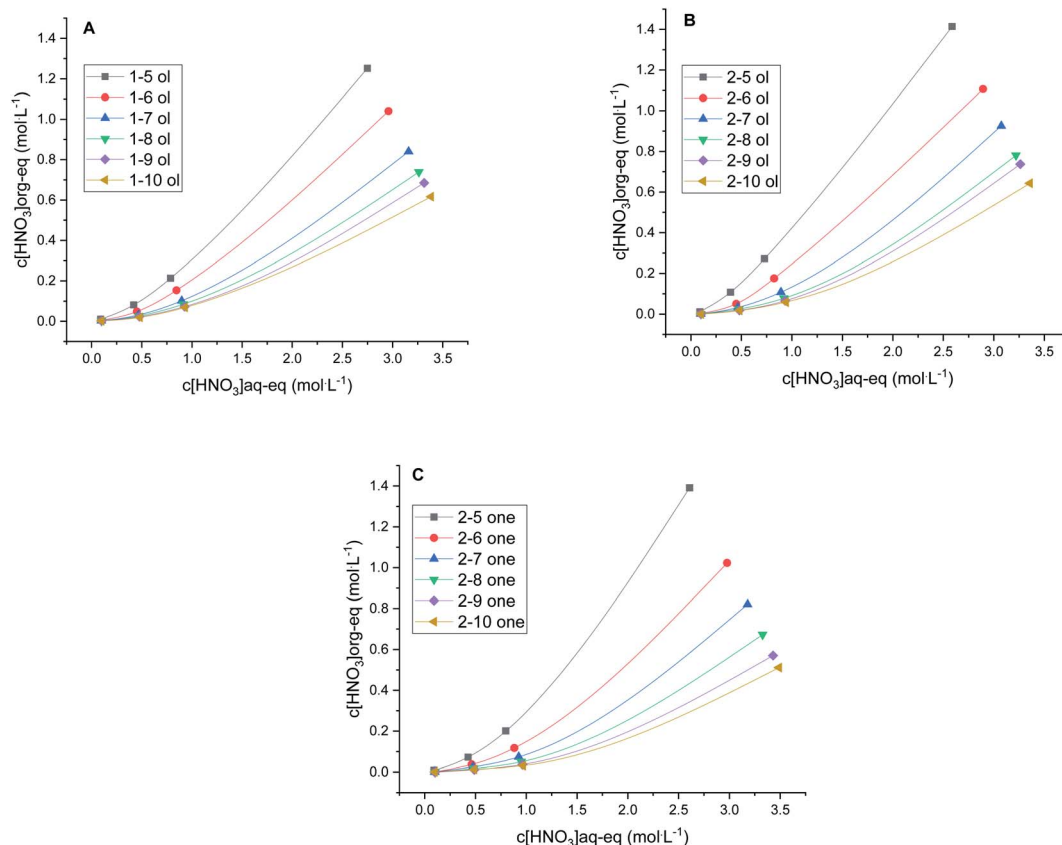 A
1-5 ol
1-6 ol
1-7 ol
1-8 ol
1-9 ol
1-10 ol
1.4
1.2
1.0
0.8
0.6
0.4
0.2
0.0
c[HNO₃]org-eq (mol·L⁻¹)
0.0 0.5 1.0 1.5 2.0 2.5 3.0 3.5
c[HNO₃]aq-eq (mol·L⁻¹)
B
2-5 ol
2-6 ol
2-7 ol
2-8 ol
2-9 ol
2-10 ol
1.4
1.2
1.0
0.8
0.6
0.4
0.2
0.0
c[HNO₃]org-eq (mol·L⁻¹)
0.0 0.5 1.0 1.5 2.0 2.5 3.0 3.5
c[HNO₃]aq-eq (mol·L⁻¹)
C
2-5 one
2-6 one
2-7 one
2-8 one
2-9 one
2-10 one
1.4
1.2
1.0
0.8
0.6
0.4
0.2
0.0
c[HNO₃]org-eq (mol·L⁻¹)
0.0 0.5 1.0 1.5 2.0 2.5 3.0 3.5
c[HNO₃]aq-eq (mol·L⁻¹)